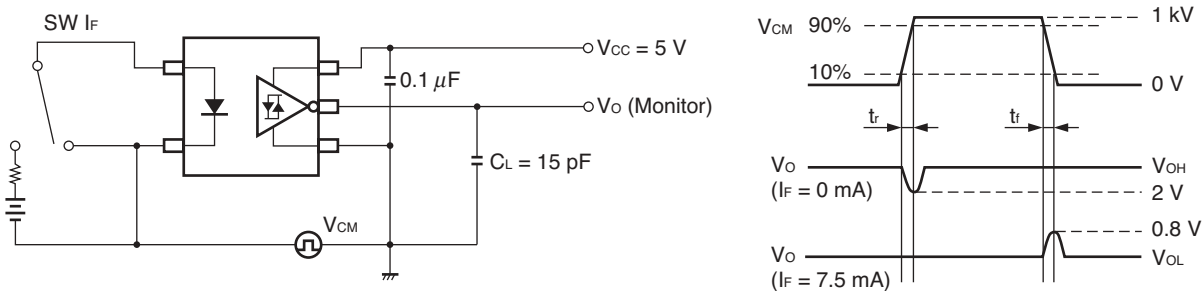 SW IF
VCC = 5 V
0.1 μF
VO (Monitor)
CL = 15 pF
VCM
VCM 90%
10%
1 kV
0 V
tr
tf
VO
(IF = 0 mA)
VOH
2 V
0.8 V
VO
(IF = 7.5 mA)
VOL